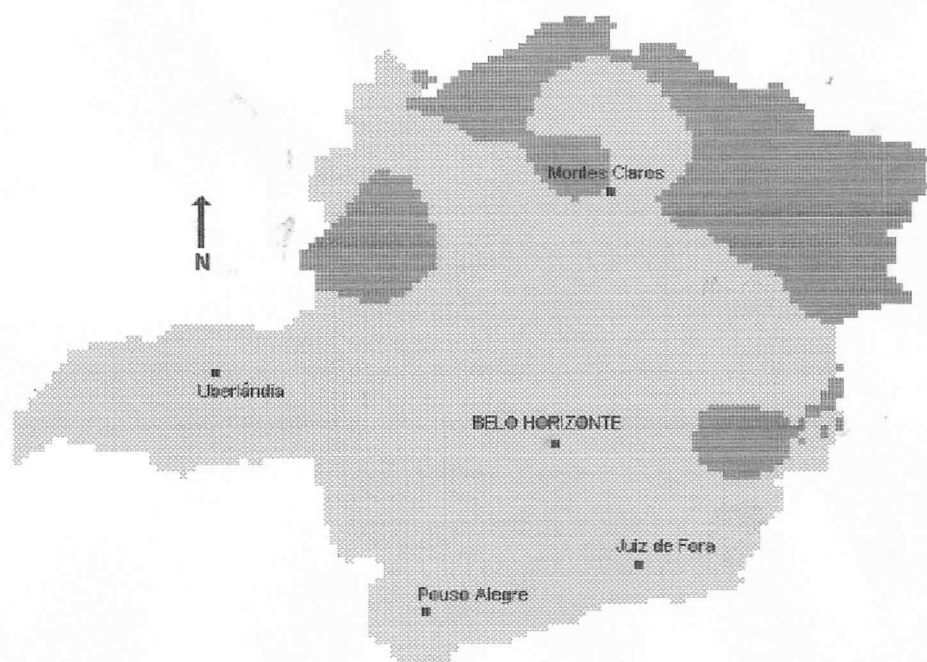 Montes Claros
N
Uberlândia
BELO HORIZONTE
Juiz de Fora
Pouso Alegre